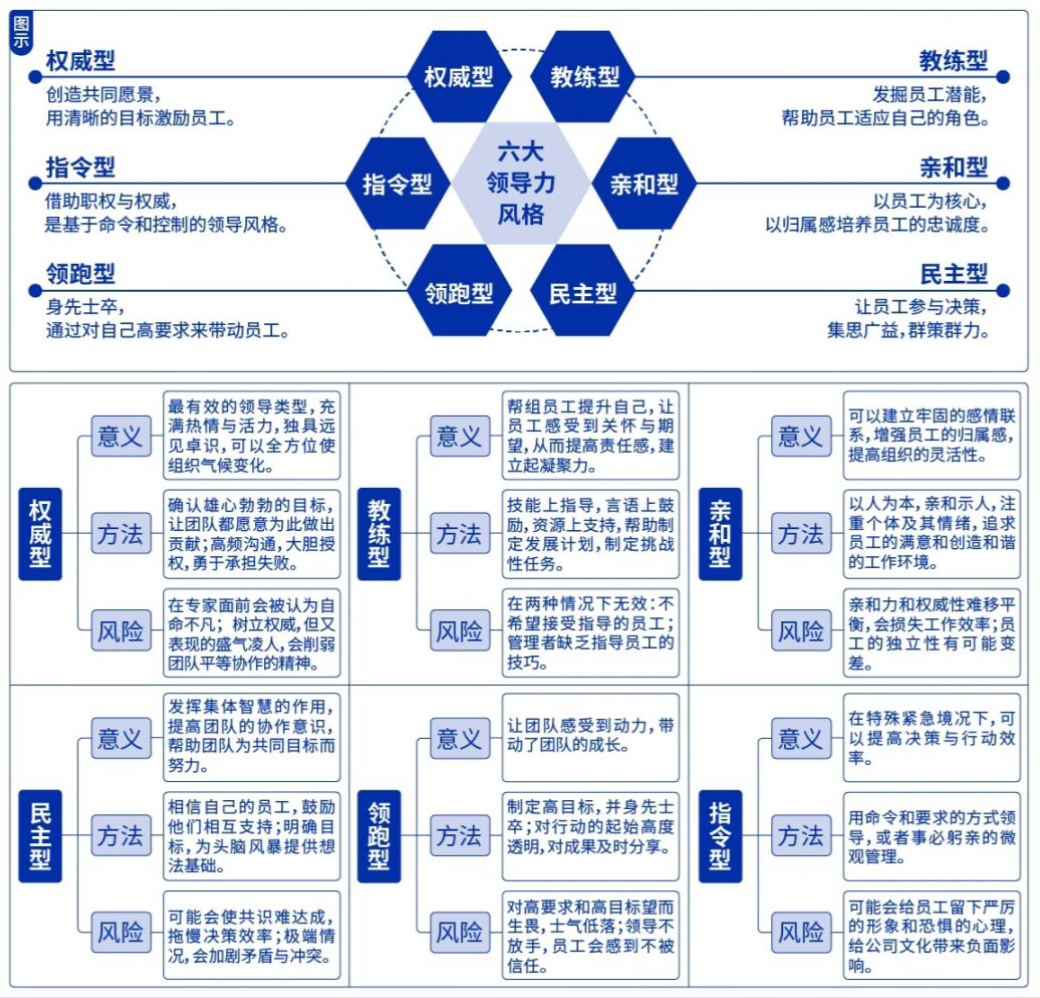 图示
权威型
创造共同愿景，
用清晰的目标激励员工。
指令型
借助职权与权威，
是基于命令和控制的领导风格。
领跑型
身先士卒，
通过对自己高要求来带动员工。
权威型
教练型
指令型
六大
领导力
风格
亲和型
领跑型
民主型
教练型
发掘员工潜能，
帮助员工适应自己的角色。
亲和型
以员工为核心，
以归属感培养员工的忠诚度。
民主型
让员工参与决策，
集思广益，群策群力。
权威型
意义
最有效的领导类型，充
满热情与活力，独具远
见卓识，可以全方位使
组织气候变化。
方法
确认雄心勃勃的目标，
让团队都愿意为此做出
贡献；高频沟通，大胆授
权，勇于承担失败。
风险
在专家面前会被认为自
命不凡；树立权威，但又
表现的盛气凌人，会削弱
团队平等协作的精神。
教练型
意义
帮组员工提升自己，让
员工感受到关怀与期
望，从而提高责任感，建
立起凝聚力。
方法
技能上指导，言语上鼓
励，资源上支持，帮助制
定发展计划，制定挑战
性任务。
风险
在两种情况下无效：不
希望接受指导的员工；
管理者缺乏指导员工的
技巧。
亲和型
意义
可以建立牢固的感情联
系，增强员工的归属感，
提高组织的灵活性。
方法
以人为本，亲和示人，注
重个体及其情绪，追求
员工的满意和创造和谐
的工作环境。
风险
亲和力和权威性难移平
衡，会损失工作效率；员
工的独立性有可能变
差。
民主型
意义
发挥集体智慧的作用，
提高团队的协作意识，
帮助团队为共同目标而
努力。
方法
相信自己的员工，鼓励
他们相互支持；明确目
标，为头脑风暴提供想
法基础。
风险
可能会使共识难达成，
拖慢决策效率；极端情
况，会加剧矛盾与冲突。
领跑型
意义
让团队感受到动力，带
动了团队的成长。
方法
制定高目标，并身先士
卒；对行动的起始高度
透明，对成果及时分享。
风险
对高要求和高目标望而
生畏，士气低落；领导不
放手，员工会感到不被
信任。
指令型
意义
在特殊紧急境况下，可
以提高决策与行动效
率。
方法
用命令和要求的方式领
导，或者事必躬亲的微
观管理。
风险
可能会给员工留下严厉
的形象和恐惧的心理，
给公司文化带来负面影
响。